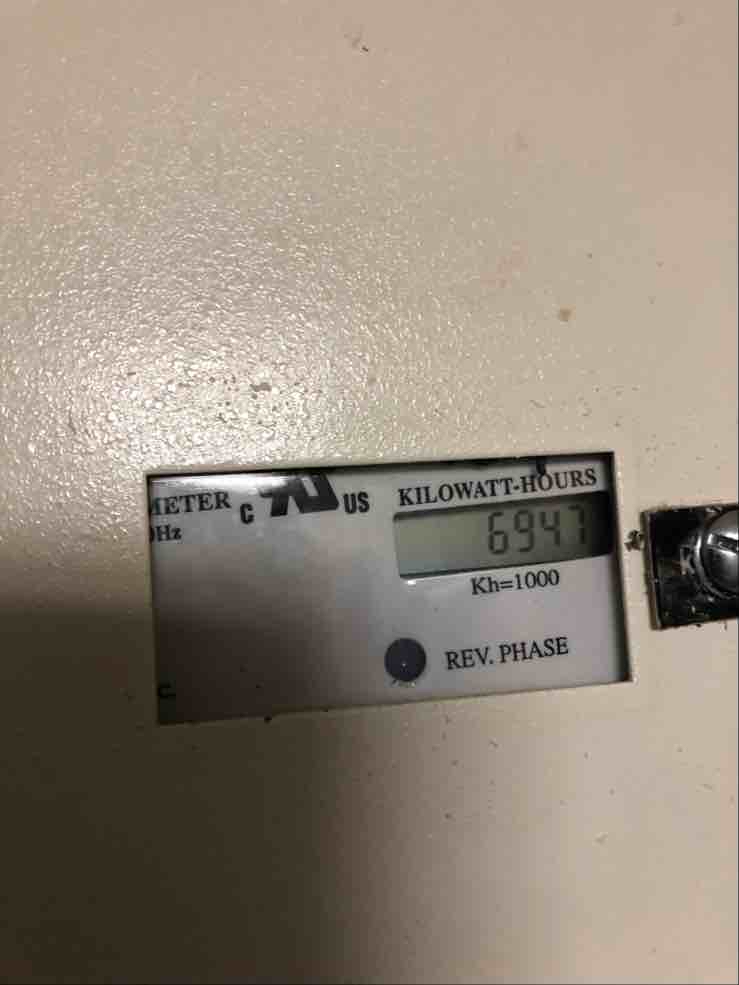 METER C US
Hz
KILOWATT-HOURS
6947
Kh=1000
REV. PHASE
C.